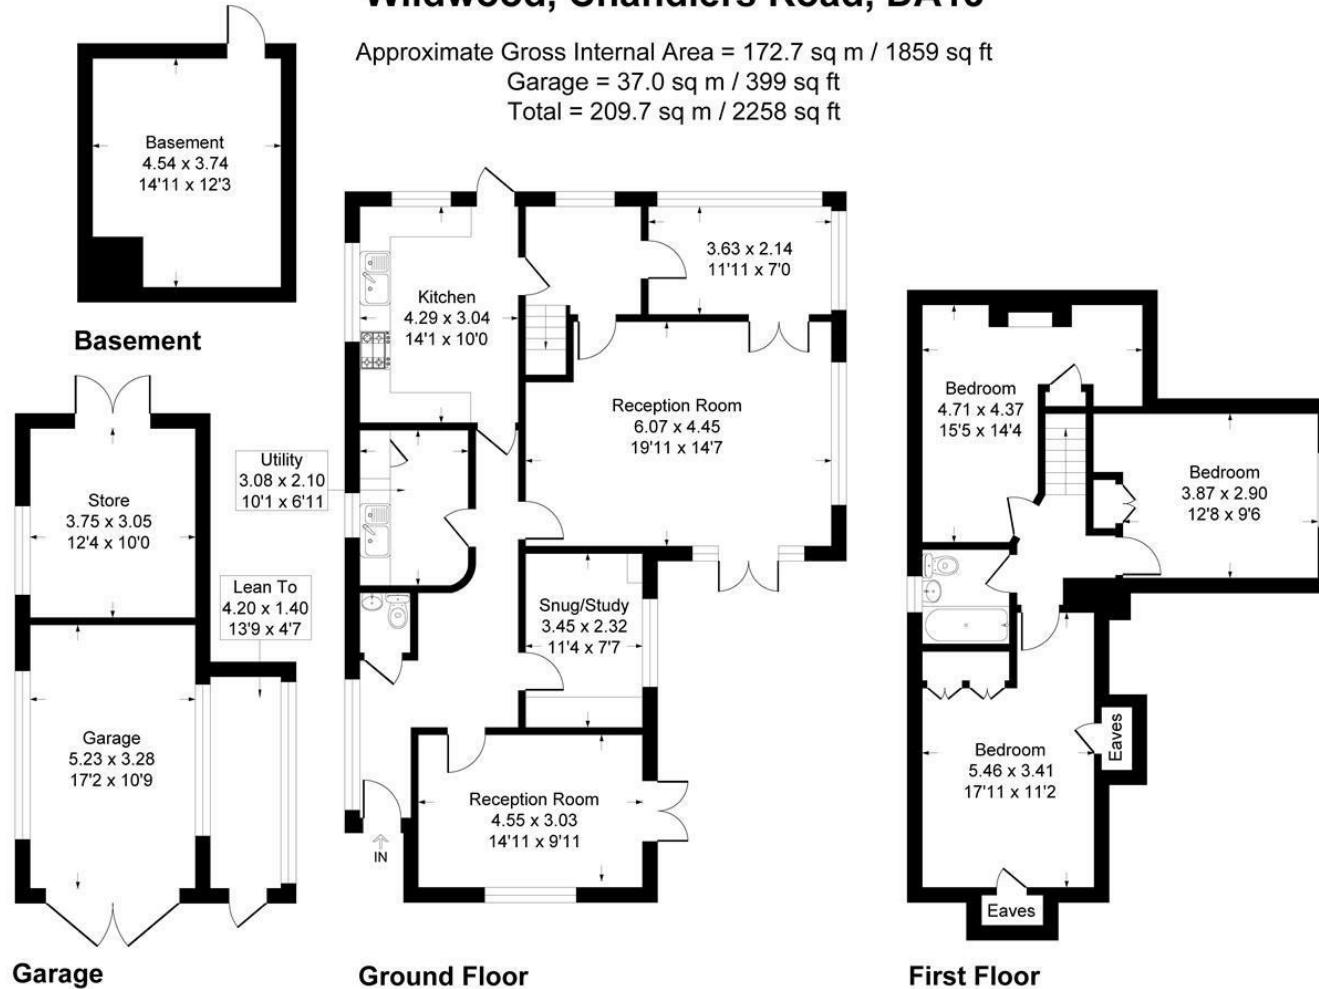 Approximate Gross Internal Area = 172.7 sq m / 1859 sq ft
Garage = 37.0 sq m / 399 sq ft
Total = 209.7 sq m / 2258 sq ft
Basement
4.54 x 3.74
14'11 x 12'3
Basement
Store
3.75 x 3.05
12'4 x 10'0
Lean To
4.20 x 1.40
13'9 x 4'7
Garage
5.23 x 3.28
17'2 x 10'9
Garage
Kitchen
4.29 x 3.04
14'1 x 10'0
3.63 x 2.14
11'11 x 7'0
Reception Room
6.07 x 4.45
19'11 x 14'7
Utility
3.08 x 2.10
10'1 x 6'11
Snug/Study
3.45 x 2.32
11'4 x 7'7
Reception Room
4.55 x 3.03
14'11 x 9'11
IN
Ground Floor
Bedroom
4.71 x 4.37
15'5 x 14'4
Bedroom
3.87 x 2.90
12'8 x 9'6
Bedroom
5.46 x 3.41
17'11 x 11'2
Eaves
Eaves
First Floor